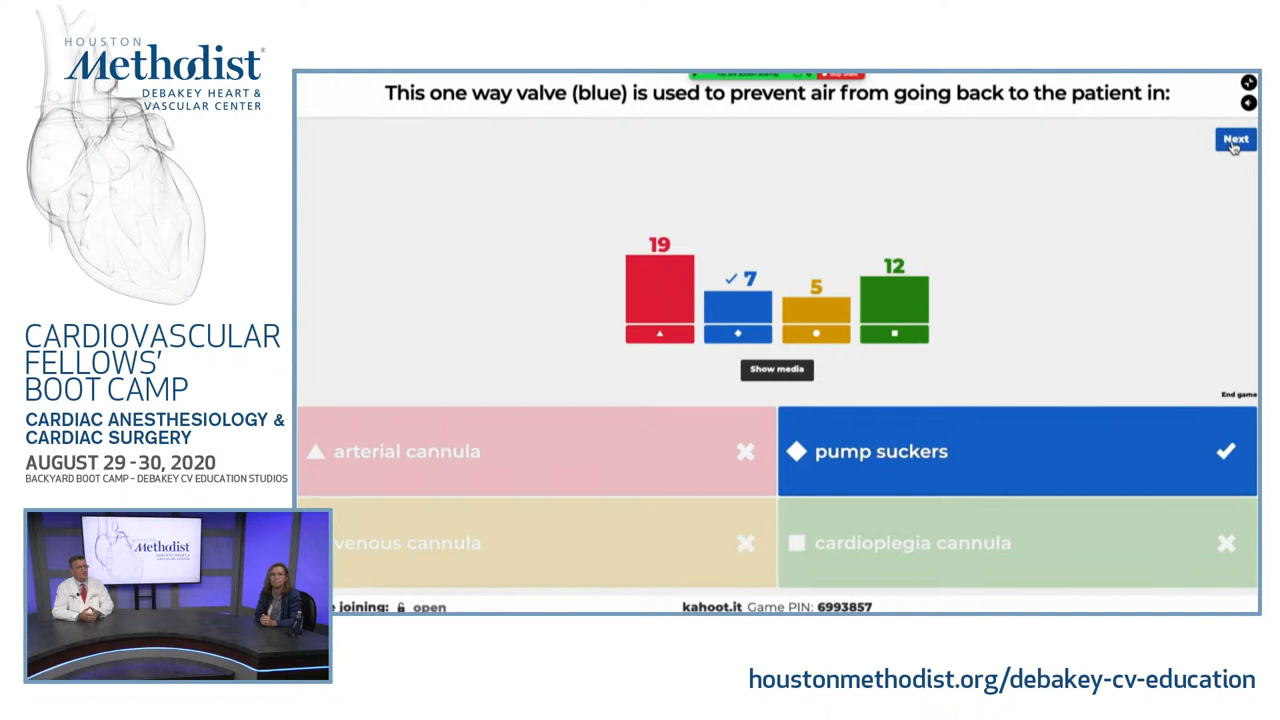 HOUSTON
Methodist
DEBAKEY HEART &
VASCULAR CENTER
CARDIOVASCULAR
FELLOWS'
BOOT CAMP
CARDIAC ANESTHESIOLOGY &
CARDIAC SURGERY
AUGUST 29-30, 2020
BACKYARD BOOT CAMP – DEBAKEY CV EDUCATION STUDIOS
This one way valve (blue) is used to prevent air from going back to the patient in:
Next
19
7
5
12
Show media
End game
arterial cannula
pump suckers
venous cannula
cardioplegia cannula
joining: open
kahoot.it Game PIN: 6993857
Methodist
houstonmethodist.org/debakey-cv-education